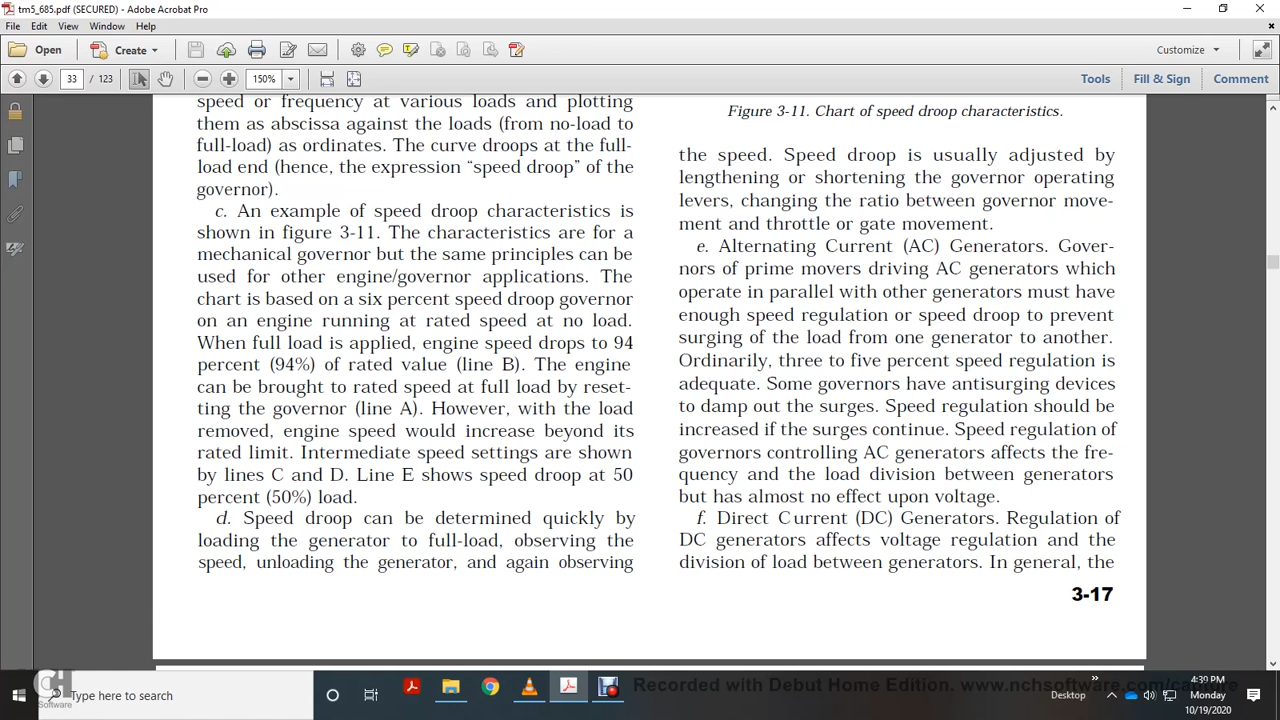 tm5_685.pdf (SECURED) - Adobe Acrobat Pro
File Edit View Window Help
Open Create Customize
33 / 123 150% Tools Fill & Sign Comment
speed or frequency at various loads and plotting
them as abscissa against the loads (from no-load to
full-load) as ordinates. The curve droops at the full-
load end (hence, the expression “speed droop” of the
governor).
c. An example of speed droop characteristics is
shown in figure 3-11. The characteristics are for a
mechanical governor but the same principles can be
used for other engine/governor applications. The
chart is based on a six percent speed droop governor
on an engine running at rated speed at no load.
When full load is applied, engine speed drops to 94
percent (94%) of rated value (line B). The engine
can be brought to rated speed at full load by reset-
ting the governor (line A). However, with the load
removed, engine speed would increase beyond its
rated limit. Intermediate speed settings are shown
by lines C and D. Line E shows speed droop at 50
percent (50%) load.
d. Speed droop can be determined quickly by
loading the generator to full-load, observing the
speed, unloading the generator, and again observing
Figure 3-11. Chart of speed droop characteristics.
the speed. Speed droop is usually adjusted by
lengthening or shortening the governor operating
levers, changing the ratio between governor move-
ment and throttle or gate movement.
e. Alternating Current (AC) Generators. Gover-
nors of prime movers driving AC generators which
operate in parallel with other generators must have
enough speed regulation or speed droop to prevent
surging of the load from one generator to another.
Ordinarily, three to five percent speed regulation is
adequate. Some governors have antisurging devices
to damp out the surges. Speed regulation should be
increased if the surges continue. Speed regulation of
governors controlling AC generators affects the fre-
quency and the load division between generators
but has almost no effect upon voltage.
f. Direct Current (DC) Generators. Regulation of
DC generators affects voltage regulation and the
division of load between generators. In general, the
3-17
Software
Type here to search
Recorded with Debut Home Edition. www.nchsoftware.com/capture
Desktop
4:39 PM
Monday
10/19/2020